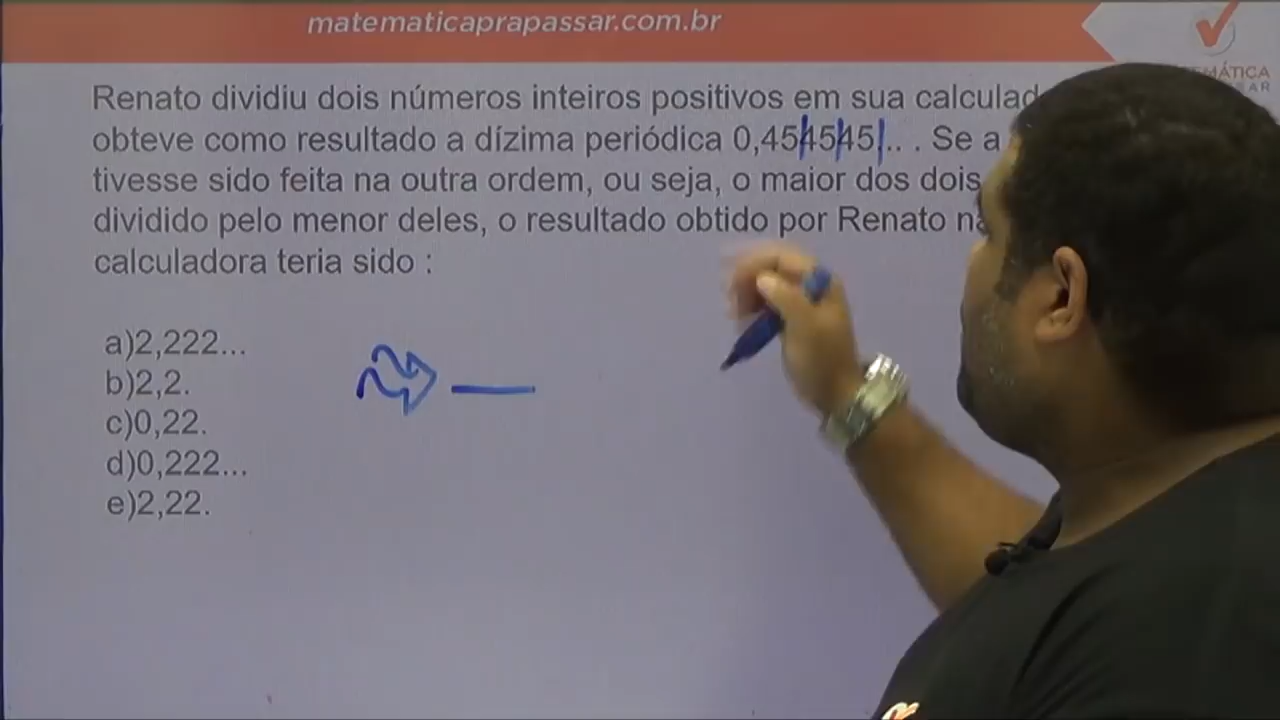 matematicaprapassar.com.br
MÁTICA
SAR
Renato dividiu dois números inteiros positivos em sua
obteve como resultado a dízima periódica 0,454545... . Se a
tivesse sido feita na outra ordem, ou seja, o maior dos dois
dividido pelo menor deles, o resultado obtido por Renato
calculadora teria sido :
a)2,222...
b)2,2.
c)0,22.
d)0,222...
e)2,22.